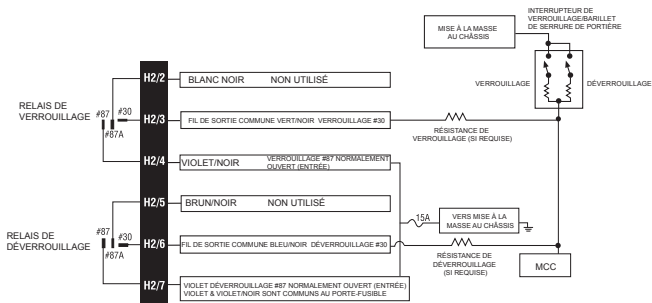 INTERRUPTEUR DE
VERROUILLAGE/BARILLET
DE SERRURE DE PORTIÈRE
MISE À LA MASSE
AU CHÂSSIS
VERROUILLAGE
DÉVERROUILLAGE
RELAIS DE
VERROUILLAGE
#87
#30
#87A
H2/2
BLANC NOIR NON UTILISÉ
H2/3
FIL DE SORTIE COMMUNE VERT/NOIR VERROUILLAGE #30
RÉSISTANCE DE
VERROUILLAGE (SI REQUISE)
H2/4
VIOLET/NOIR
VERROUILLAGE #87 NORMALEMENT
OUVERT (ENTRÉE)
H2/5
BRUN/NOIR NON UTILISÉ
15A
VERS MISE À LA
MASSE AU CHÂSSIS
RELAIS DE
DÉVERROUILLAGE
#87
#30
#87A
H2/6
FIL DE SORTIE COMMUNE BLEU/NOIR DÉVERROUILLAGE #30
RÉSISTANCE DE
DÉVERROUILLAGE
(SI REQUISE)
MCC
H2/7
VIOLET DÉVERROUILLAGE #87 NORMALEMENT OUVERT (ENTRÉE)
VIOLET & VIOLET/NOIR SONT COMMUNS AU PORTE-FUSIBLE